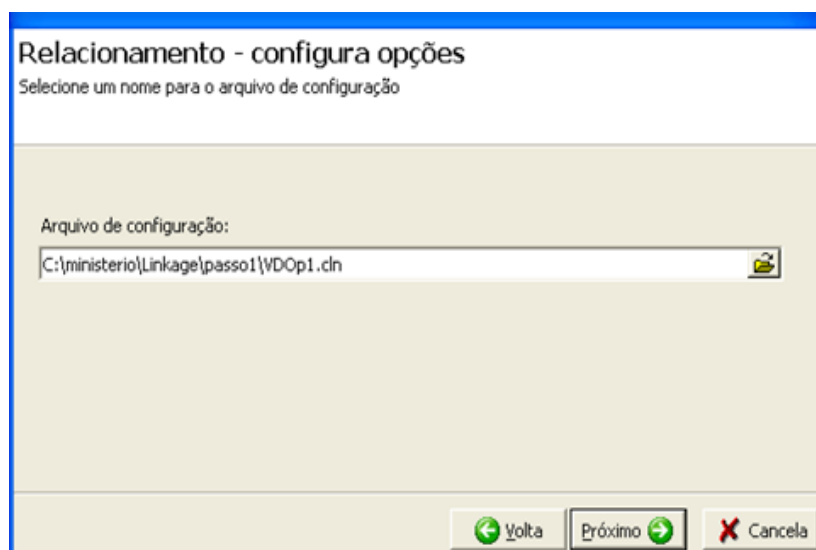 Relacionamento - configura opções
Selecione um nome para o arquivo de configuração
Arquivo de configuração:
C:\ministerio\Linkage\passo1\VDOp1.cln
Volta Próximo Cancela